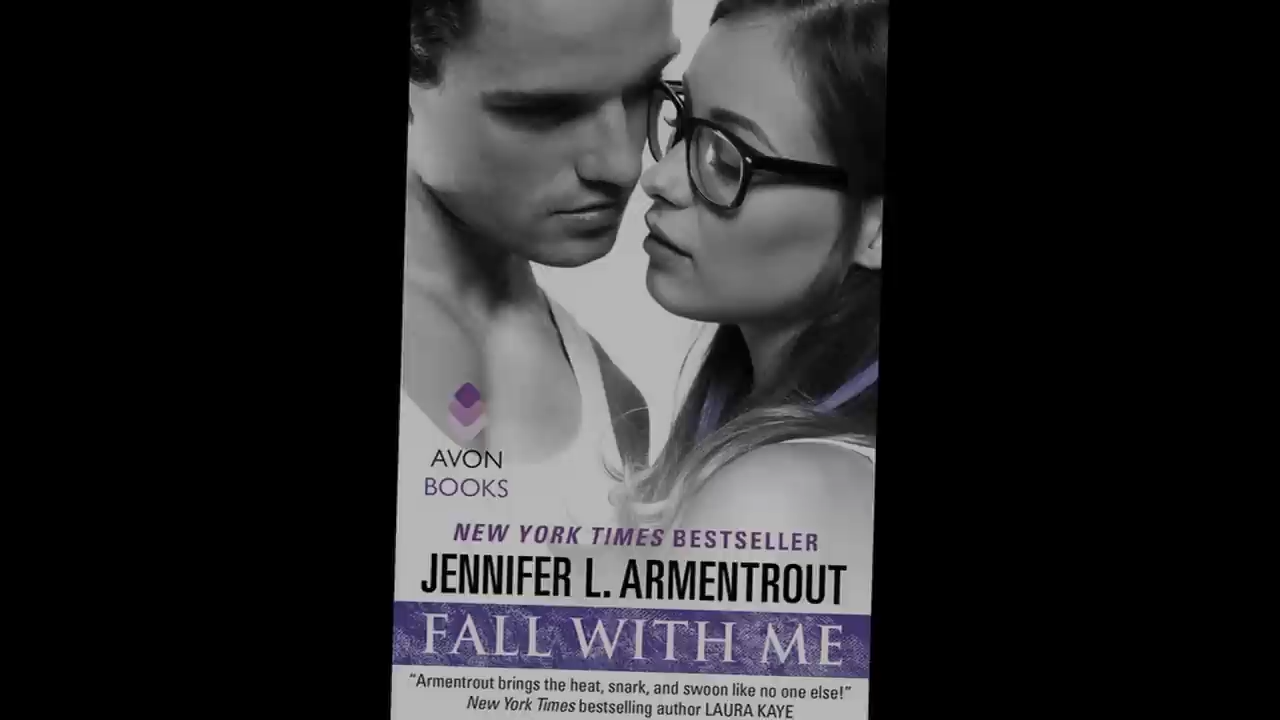 AVON
BOOKS
NEW YORK TIMES BESTSELLER
JENNIFER L. ARMENTROUT
FALL WITH ME
“Armentrout brings the heat, snark, and swoon like no one else!”
New York Times bestselling author LAURA KAYE